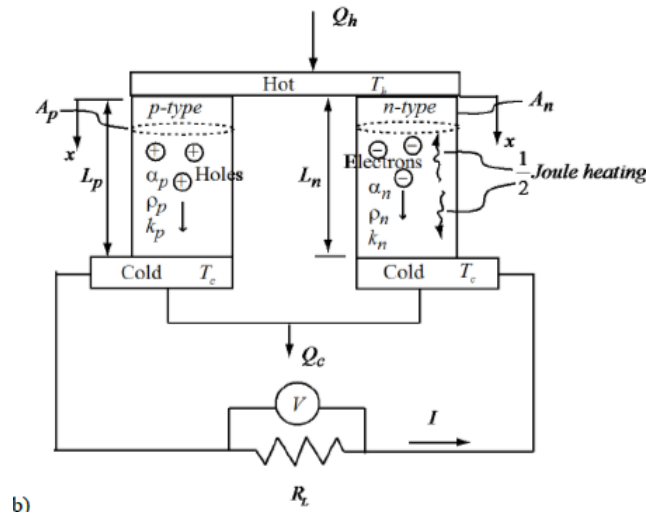 Q_h
Hot T_h
A_p p-type n-type A_n
x + + − − x
L_p α_p + Holes L_n Electrons − α_n 1/2 Joule heating
ρ_p ρ_n
k_p k_n
Cold T_c Cold T_c
Q_c
V
I
R_L
b)